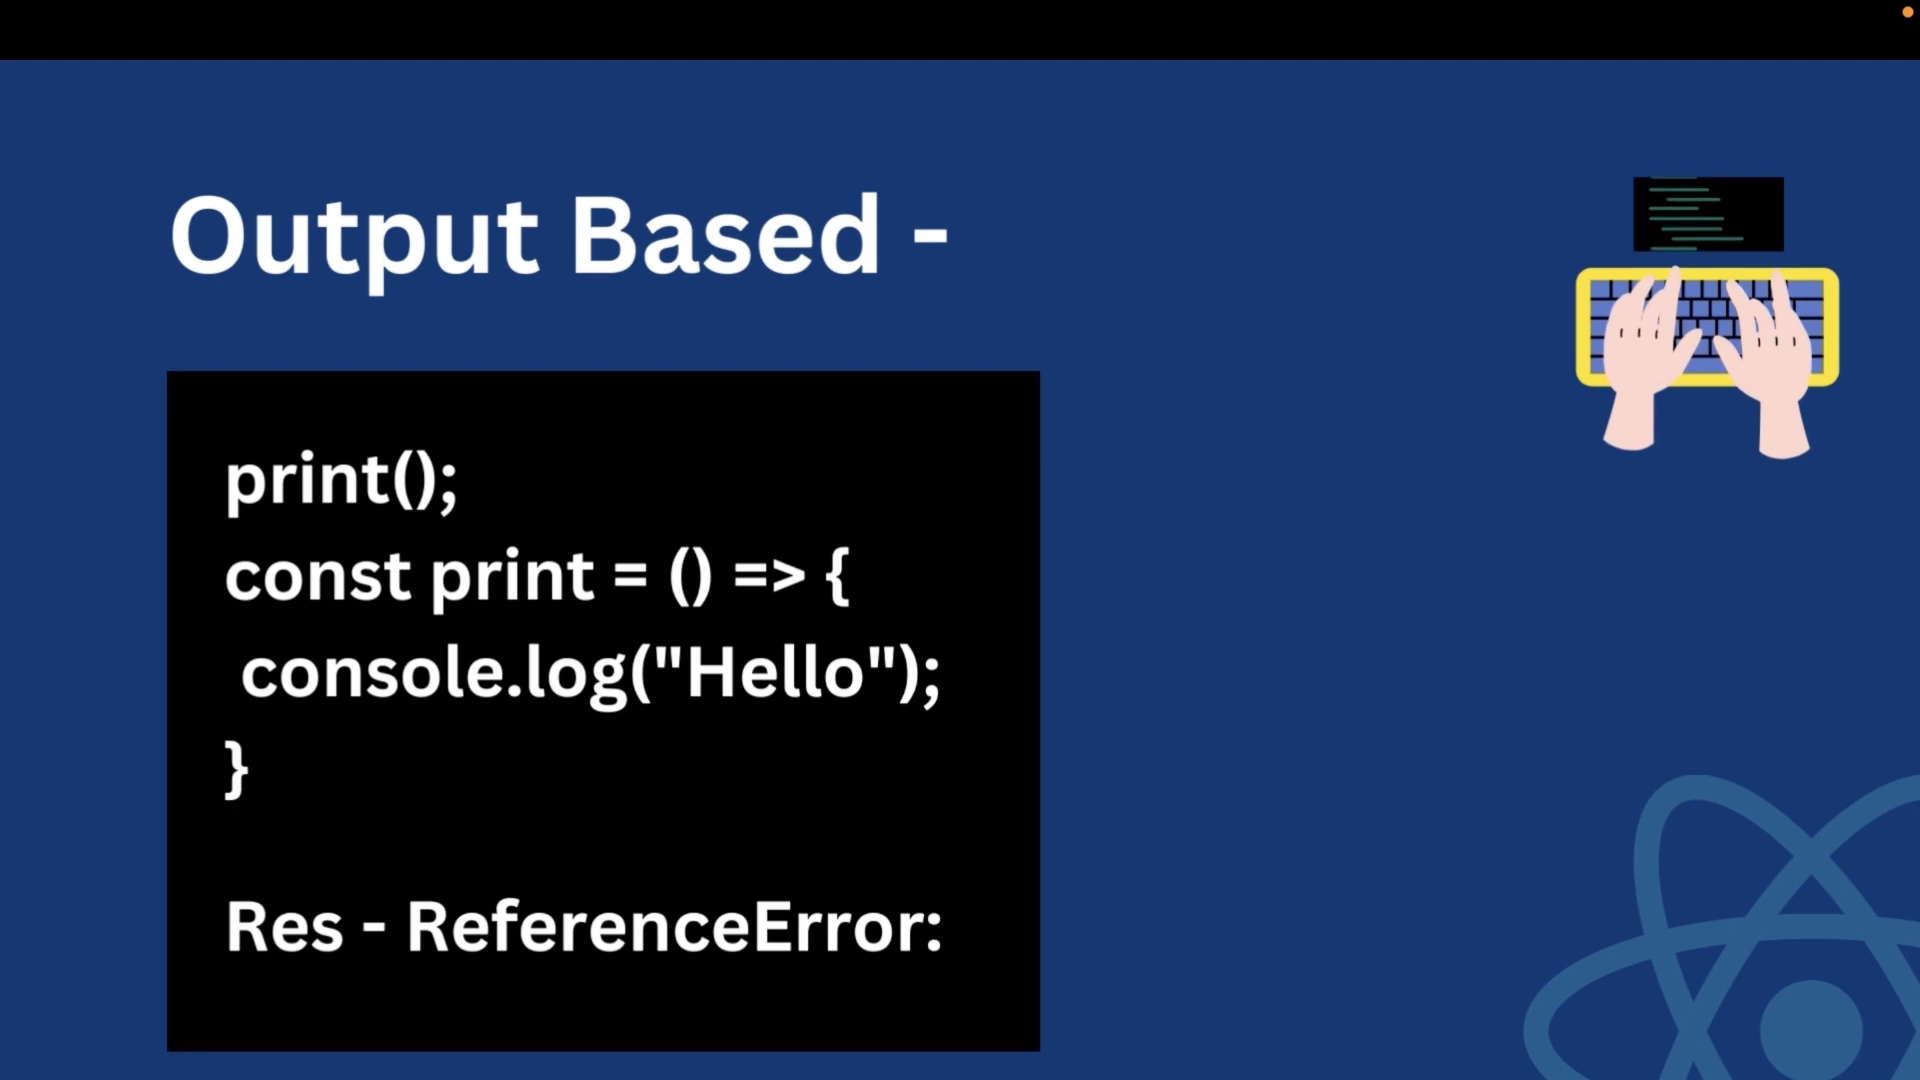 Output Based -
print();
const print = () => {
console.log("Hello");
}
Res - ReferenceError: